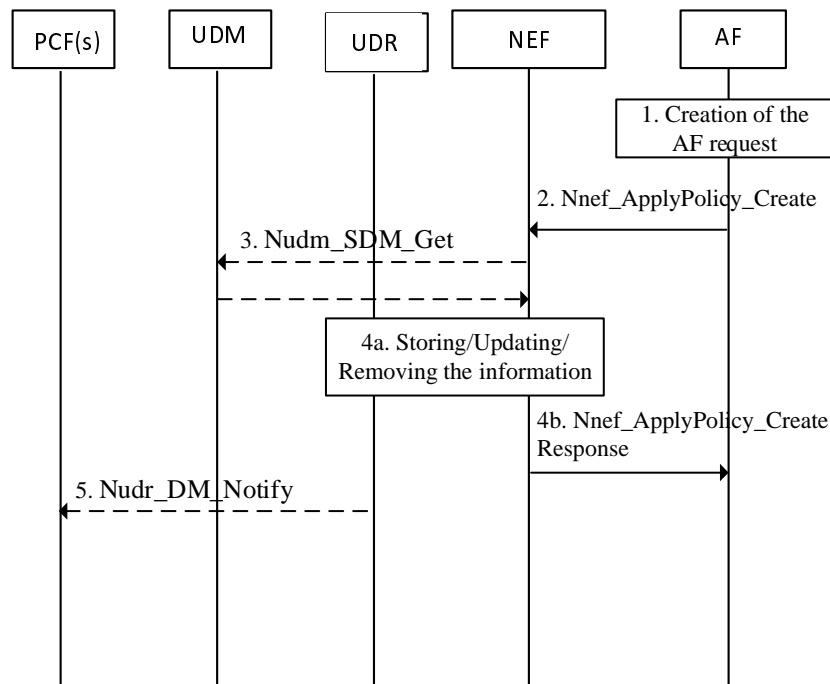 PCF(s)
UDM
UDR
NEF
AF
1. Creation of the
AF request
2. Nnef_ApplyPolicy_Create
3. Nudm_SDM_Get
4a. Storing/Updating/
Removing the information
4b. Nnef_ApplyPolicy_Create
Response
5. Nudr_DM_Notify